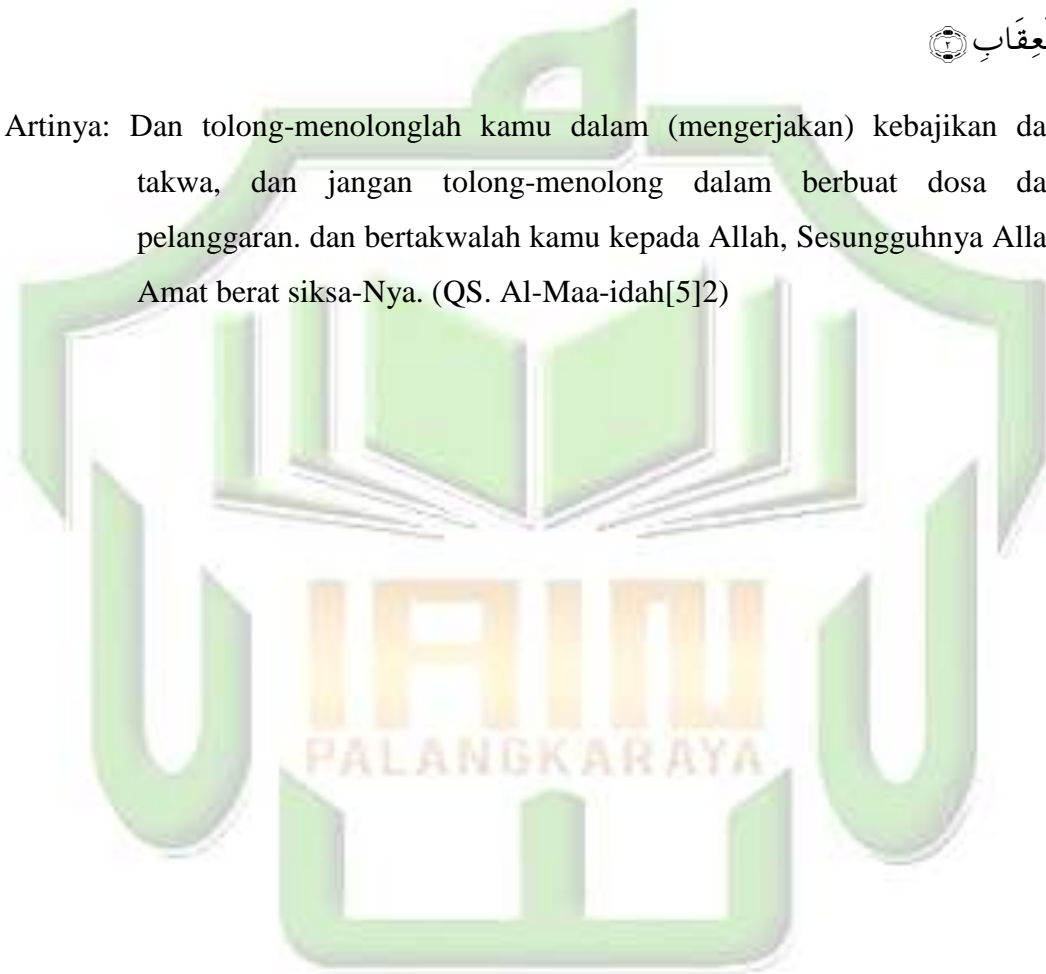 لْعِقَابِ ۝٢
Artinya: Dan tolong-menolonglah kamu dalam (mengerjakan) kebajikan da
takwa, dan jangan tolong-menolong dalam berbuat dosa da
pelanggaran. dan bertakwalah kamu kepada Allah, Sesungguhnya Alla
Amat berat siksa-Nya. (QS. Al-Maa-idah[5]2)
IAIN
PALANGKARAYA